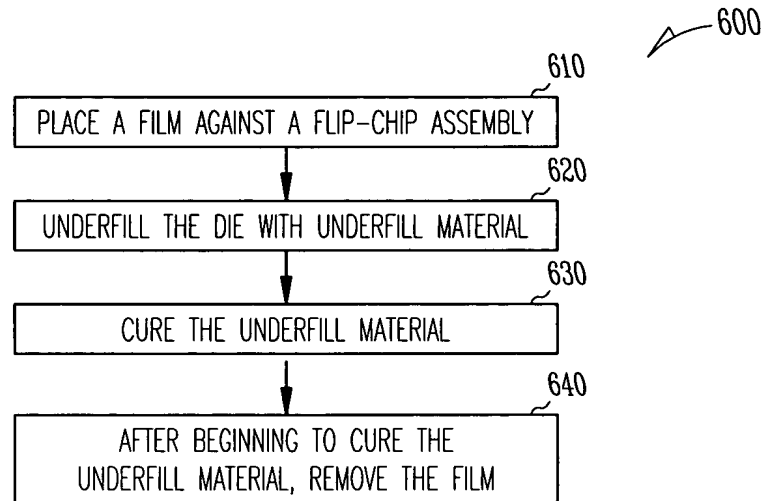 600
610
PLACE A FILM AGAINST A FLIP-CHIP ASSEMBLY
620
UNDERFILL THE DIE WITH UNDERFILL MATERIAL
630
CURE THE UNDERFILL MATERIAL
640
AFTER BEGINNING TO CURE THE
UNDERFILL MATERIAL, REMOVE THE FILM